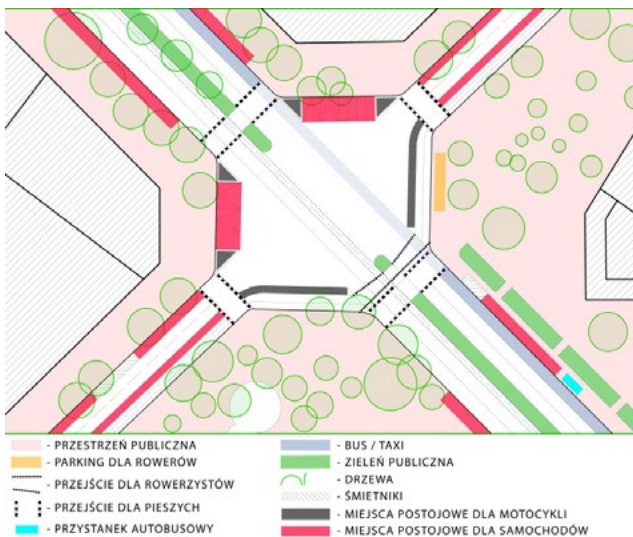 - PRZESTRZEŃ PUBLICZNA
- PARKING DLA ROWERÓW
- PRZEJŚCIE DLA ROWERZYSTÓW
- PRZEJŚCIE DLA PIESZYCH
- PRZYSTANEK AUTOBUSOWY
- BUS / TAXI
- ZIELEŃ PUBLICZNA
- DRZEWA
- ŚMIETNIKI
- MIEJSCA POSTOJOWE DLA MOTOCYKLI
- MIEJSCA POSTOJOWE DLA SAMOCHODÓW